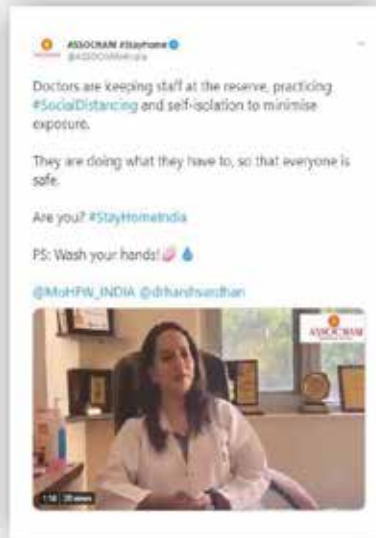 ASSOCHAM #StayHome
Doctors are keeping staff at the reserve, practicing
#SocialDistancing and self-isolation to minimise
exposure.
They are doing what they have to, so that everyone is
safe.
Are you? #StayHomeIndia
PS: Wash your hands!
@MoHFW_INDIA @drharshvardhan
ASSOCHAM